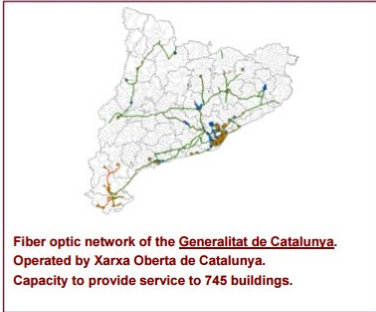 Fiber optic network of the Generalitat de Catalunya.
Operated by Xarxa Oberta de Catalunya.
Capacity to provide service to 745 buildings.